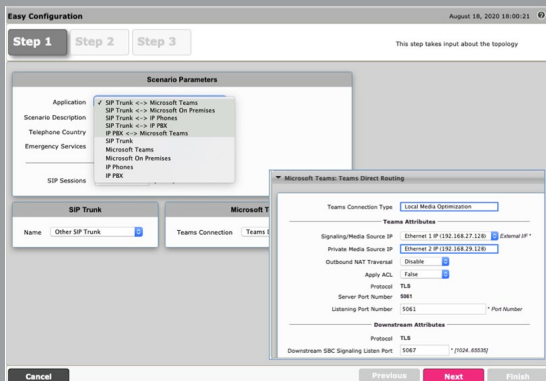 Easy Configuration
August 18, 2020 18:00:21
Step 1
Step 2
Step 3
This step takes input about the topology
Scenario Parameters
Application
✓ SIP Trunk <-> Microsoft Teams
SIP Trunk <-> Microsoft On Premises
SIP Trunk <-> IP Phones
SIP Trunk <-> IP PBX
IP PBX <-> Microsoft Teams
SIP Trunk
Microsoft Teams
Microsoft On Premises
IP Phones
IP PBX
Scenario Description
Telephone Country
Emergency Services
SIP Sessions
SIP Trunk
Name Other SIP Trunk
Microsoft T
Teams Connection Teams
Microsoft Teams: Teams Direct Routing
Teams Connection Type Local Media Optimization
Teams Attributes
Signaling/Media Source IP Ethernet 1 IP (192.168.27.128) External I/F *
Private Media Source IP Ethernet 2 IP (192.168.29.128)
Outbound NAT Traversal Disable
Apply ACL False
Protocol TLS
Server Port Number 5061
Listening Port Number 5061 * Port Number
Downstream Attributes
Protocol TLS
Downstream SBC Signaling Listen Port 5067 * [1024..65535]
Cancel
Previous
Next
Finish